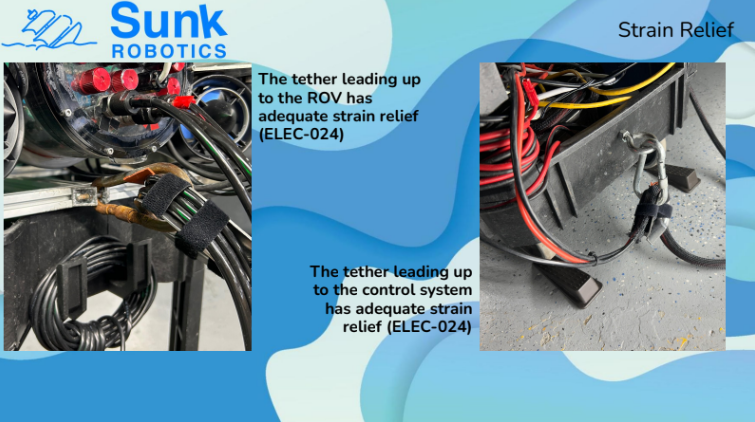 Sunk
ROBOTICS
Strain Relief
The tether leading up
to the ROV has
adequate strain relief
(ELEC-024)
The tether leading up
to the control system
has adequate strain
relief (ELEC-024)